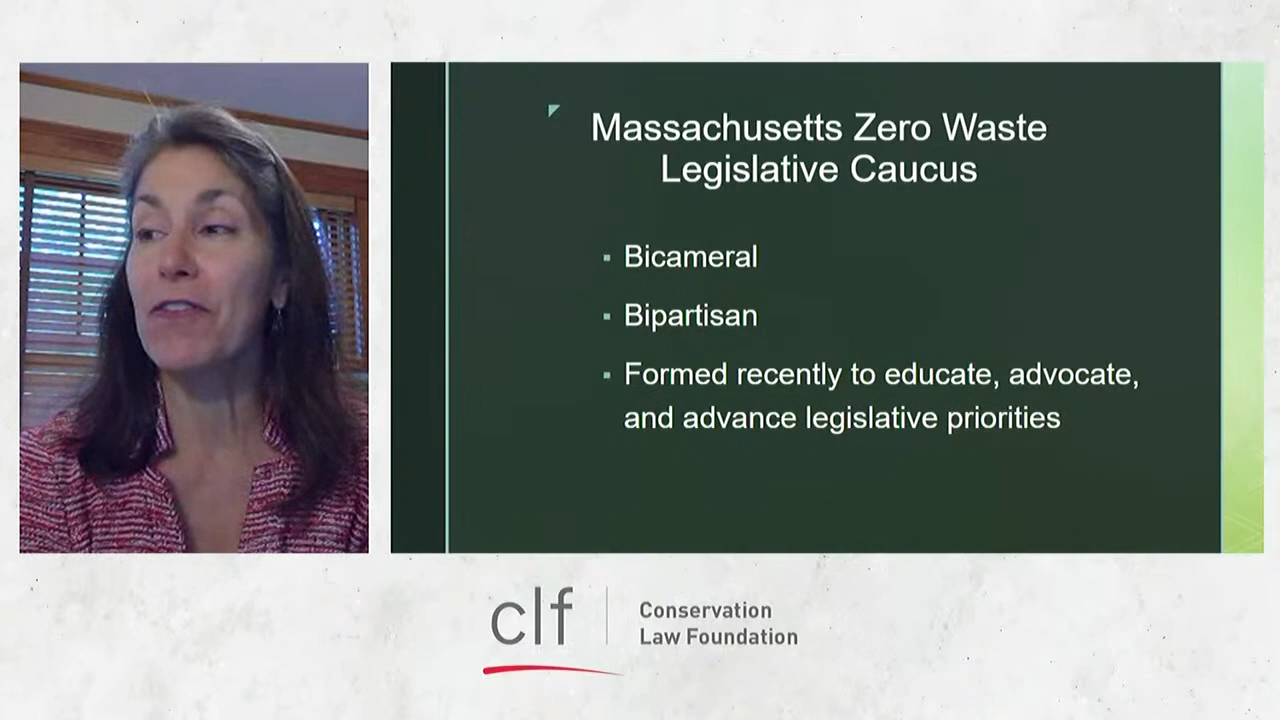 Massachusetts Zero Waste
Legislative Caucus
▪ Bicameral
▪ Bipartisan
▪ Formed recently to educate, advocate,
and advance legislative priorities
clf
Conservation
Law Foundation